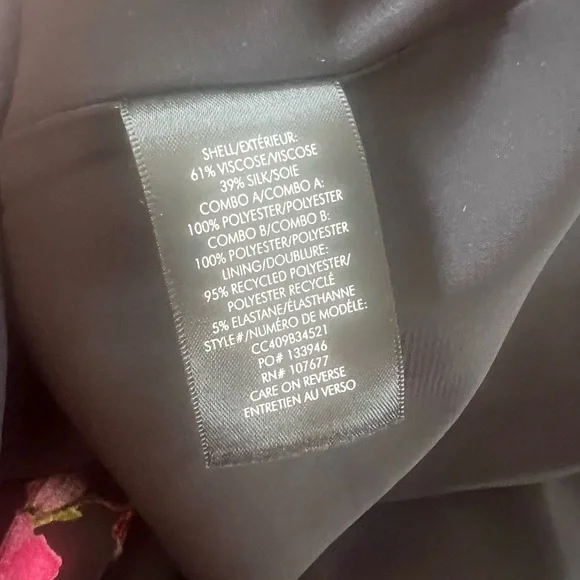 SHELL/EXTÉRIEUR:
61% VISCOSE/VISCOSE
39% SILK/SOIE
COMBO A/COMBO A:
100% POLYESTER/POLYESTER
COMBO B/COMBO B:
100% POLYESTER/POLYESTER
LINING/DOUBLURE:
95% RECYCLED POLYESTER/
POLYESTER RECYCLÉ
5% ELASTANE/ÉLASTHANNE
STYLE#/NUMÉRO DE MODÈLE:
CC409B34521
PO# 133946
RN# 107677
CARE ON REVERSE
ENTRETIEN AU VERSO